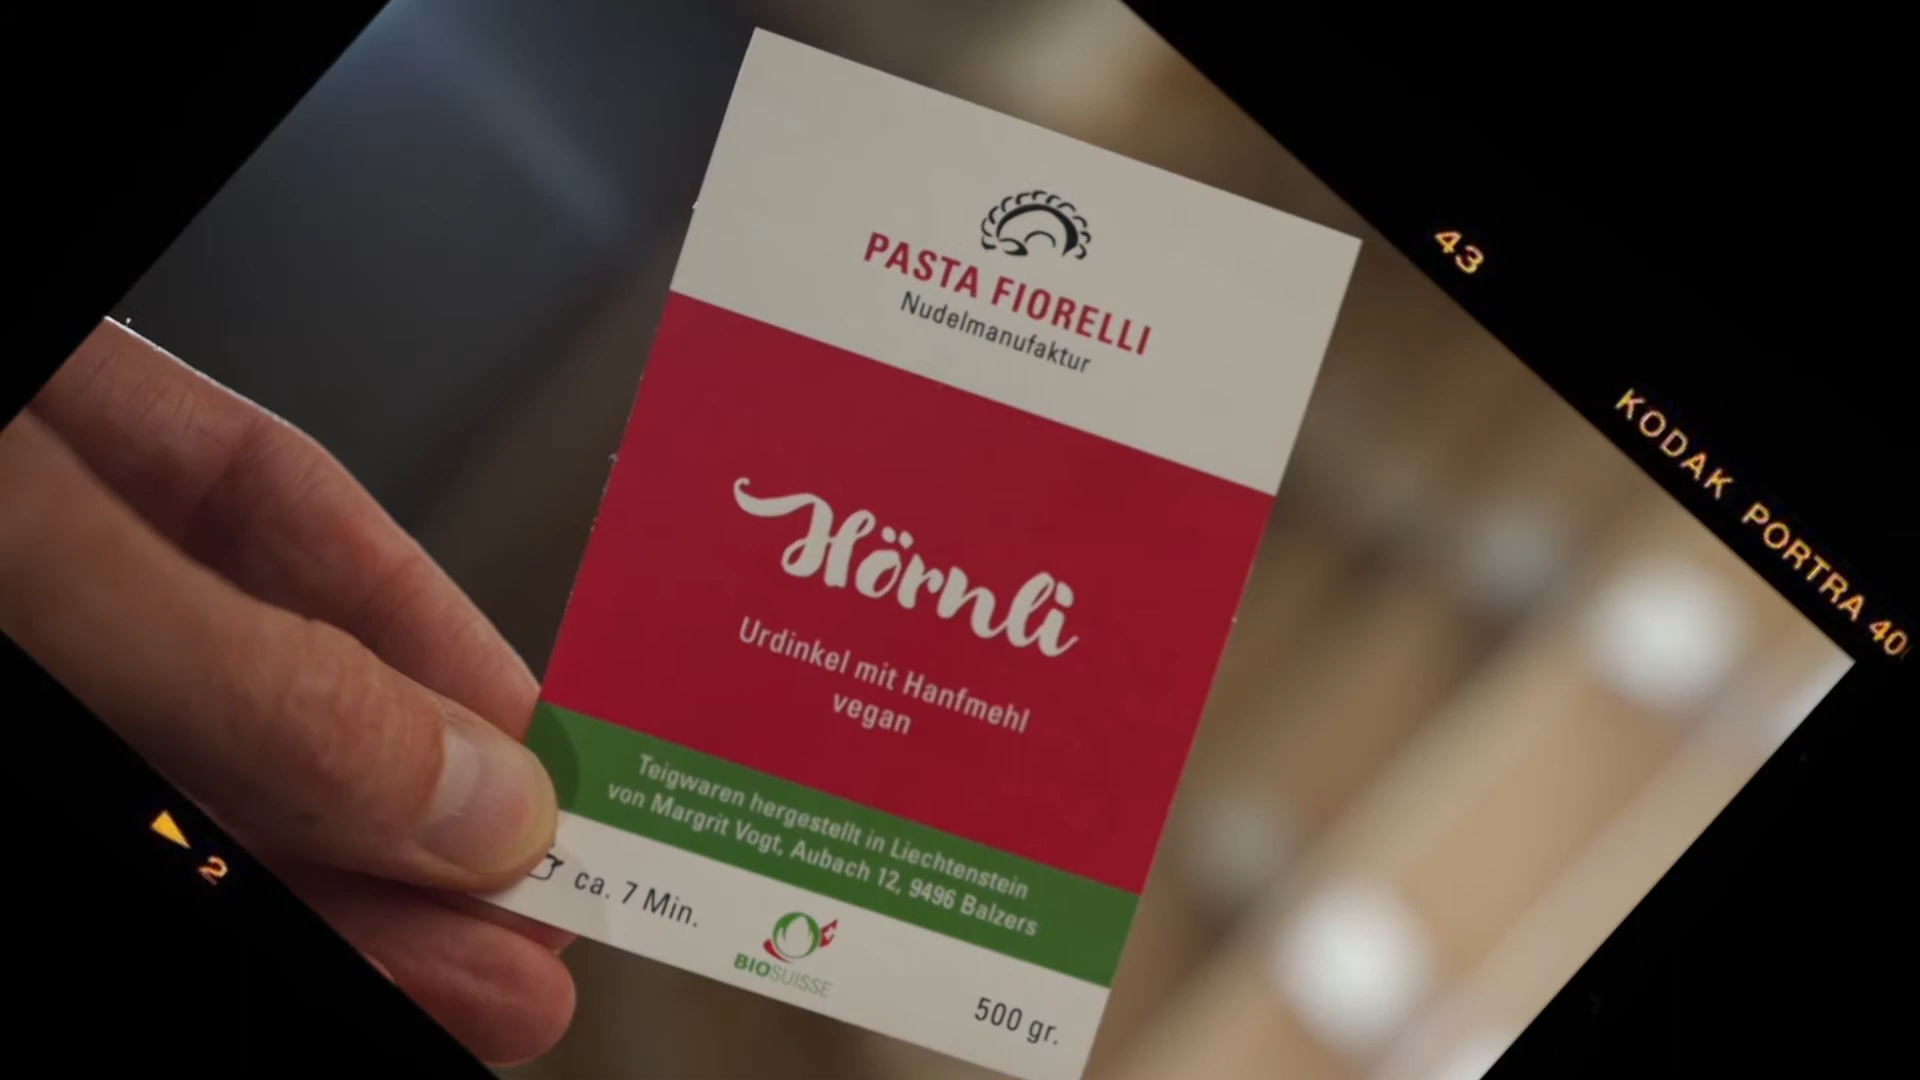 PASTA FIORELLI
Nudelmanufaktur
Hörnli
Urdinkel mit Hanfmehl
vegan
Teigwaren hergestellt in Liechtenstein
von Margrit Vogt, Aubach 12, 9496 Balzers
ca. 7 Min.
BIOSUISSE
500 gr.
43
KODAK PORTRA 40
2